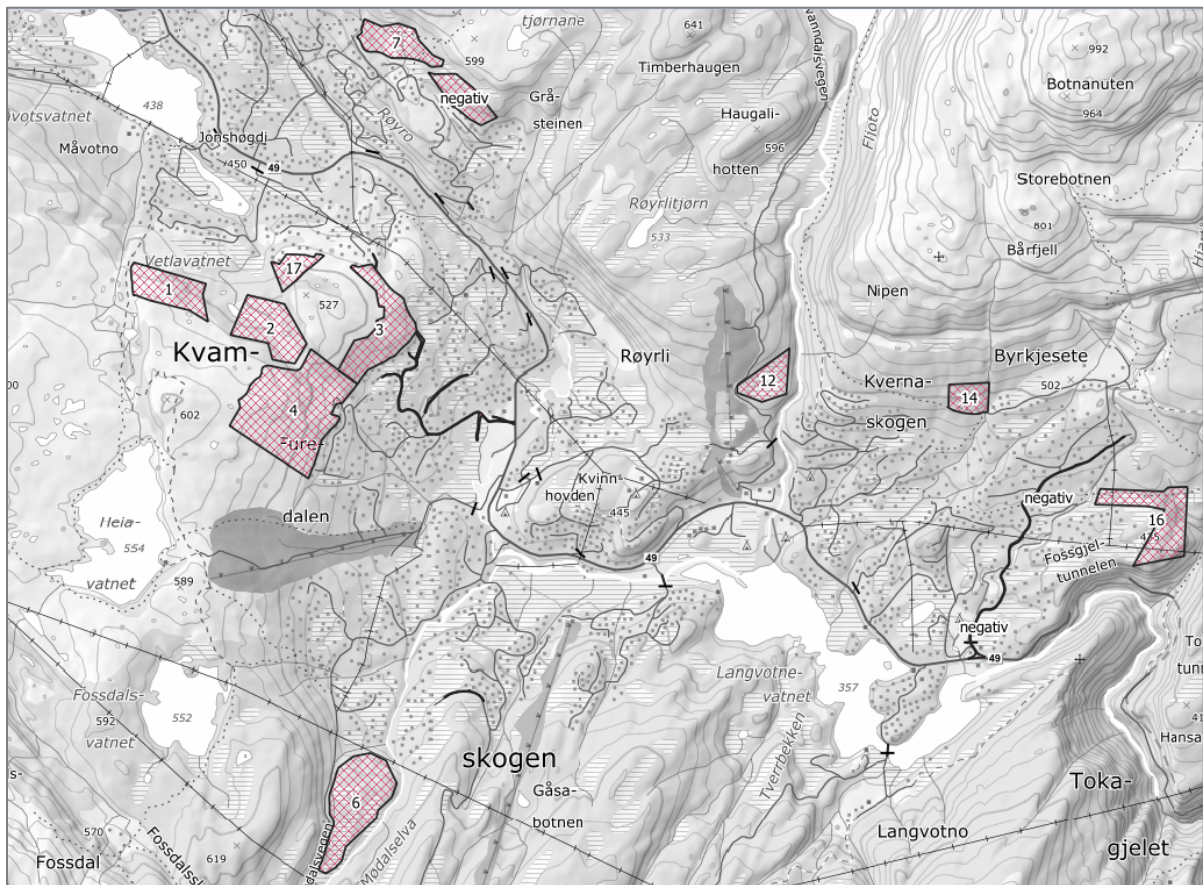 tjørnane
641
7
599
Timberhaugen
992
Botnanuten
negativ
Grå-
steinen
438
Røyro
Haugali-
964
Måvotno
Jonshøgdi
450
49
596
hotten
Fljoto
Storebotnen
Røyrlitjørn
533
801
Bårfjell
Vetlavatnet
17
1
527
Nipen
2
3
Kvam-
Røyrli
Byrkjesete
12
Kverna-
14
502
602
4
skogen
Fure-
Kvinn-
hovden
negativ
Heia-
dalen
445
16
435
554
vatnet
49
Fossgjel-
tunnelen
589
negativ
49
Langvotne-
vatnet
357
Fossdals-
592
552
vatnet
Tverrbekken
Hansa
skogen
Toka-
6
Gåsa-
botnen
Mødalselva
570
619
Langvotno
gjelet
Fossdal